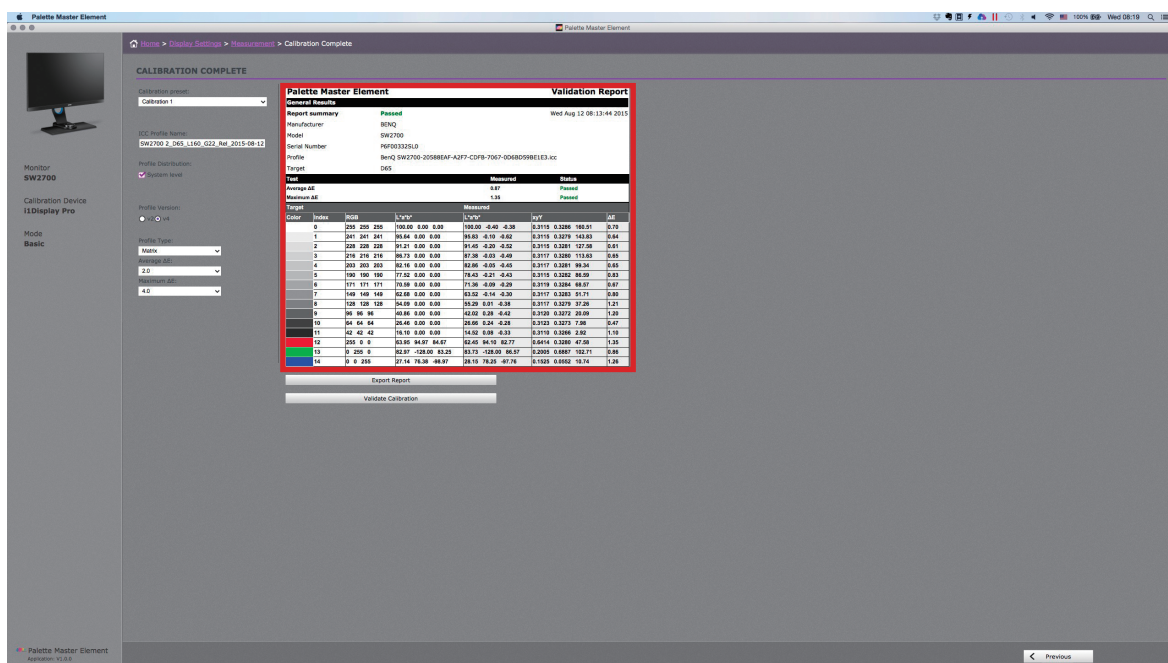 Palette Master Element
100%
Wed 08:19
Palette Master Element
Home > Display Settings > Measurement > Calibration Complete
CALIBRATION COMPLETE
Calibration preset:
Calibration 1
ICC Profile Name:
SW2700 2_D65_L160_G22_Rel_2015-08-12
Profile Distribution:
System level
Profile Version:
v2 v4
Profile Type:
Matrix
Average ΔE:
2.0
Maximum ΔE:
4.0
Monitor
SW2700
Calibration Device
i1Display Pro
Mode
Basic
Palette Master Element Validation Report
General Results
Report summary Passed Wed Aug 12 08:13:44 2015
Manufacturer BENQ
Model SW2700
Serial Number P6F00332SL0
Profile BenQ SW2700-20588EAF-A2F7-CDFB-7067-0D6BD59BE1E3.icc
Target D65
Test Measured Status
Average ΔE 0.87 Passed
Maximum ΔE 1.35 Passed
Target Measured
Color Index RGB L*a*b* L*a*b* xyY ΔE
0 255 255 255 100.00 0.00 0.00 100.00 -0.40 -0.38 0.3115 0.3286 160.51 0.70
1 241 241 241 95.64 0.00 0.00 95.83 -0.10 -0.62 0.3115 0.3279 143.83 0.64
2 228 228 228 91.21 0.00 0.00 91.45 -0.20 -0.52 0.3115 0.3281 127.58 0.61
3 216 216 216 86.73 0.00 0.00 87.38 -0.03 -0.49 0.3117 0.3280 113.63 0.65
4 203 203 203 82.16 0.00 0.00 82.86 -0.05 -0.45 0.3117 0.3281 99.34 0.65
5 190 190 190 77.52 0.00 0.00 78.43 -0.21 -0.43 0.3115 0.3282 86.59 0.83
6 171 171 171 70.59 0.00 0.00 71.36 -0.09 -0.29 0.3119 0.3284 68.57 0.67
7 149 149 149 62.68 0.00 0.00 63.52 -0.14 -0.30 0.3117 0.3283 51.71 0.80
8 128 128 128 54.09 0.00 0.00 55.29 0.01 -0.38 0.3117 0.3279 37.26 1.21
9 96 96 96 40.86 0.00 0.00 42.02 0.28 -0.42 0.3120 0.3272 20.09 1.20
10 64 64 64 26.46 0.00 0.00 26.66 0.24 -0.28 0.3123 0.3273 7.98 0.47
11 42 42 42 16.10 0.00 0.00 14.52 0.08 -0.33 0.3110 0.3266 2.92 1.10
12 255 0 0 63.95 94.97 84.67 62.45 94.10 82.77 0.6414 0.3280 47.58 1.35
13 0 255 0 82.97 -128.00 83.25 83.73 -128.00 86.57 0.2005 0.6867 102.71 0.86
14 0 0 255 27.14 76.38 -98.97 28.15 76.25 -97.76 0.1525 0.0552 10.74 1.26
Export Report
Validate Calibration
Palette Master Element
Application: V1.0.0
Previous